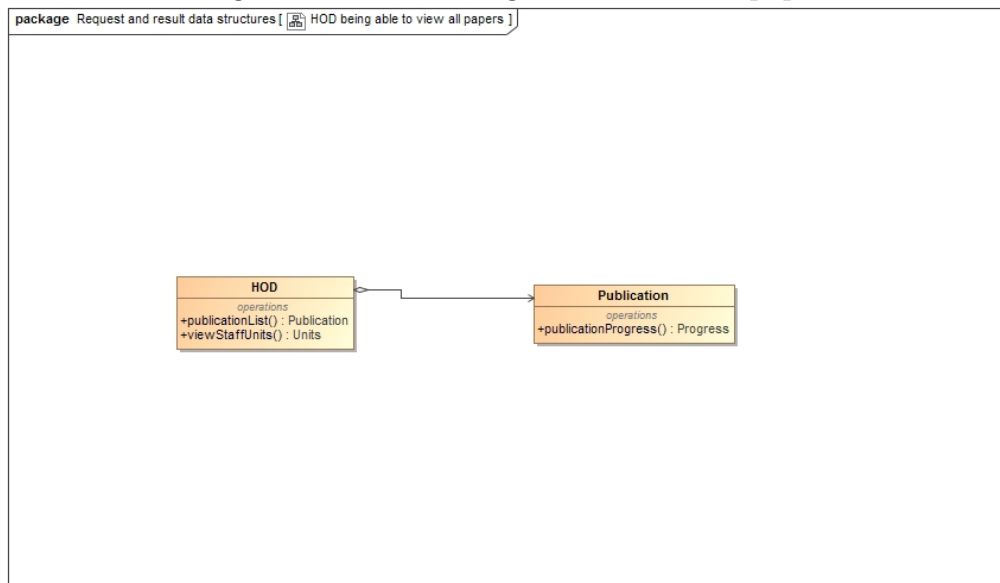 package Request and result data structures [ HOD being able to view all papers ]
HOD
operations
+publicationList() : Publication
+viewStaffUnits() : Units
Publication
operations
+publicationProgress() : Progress